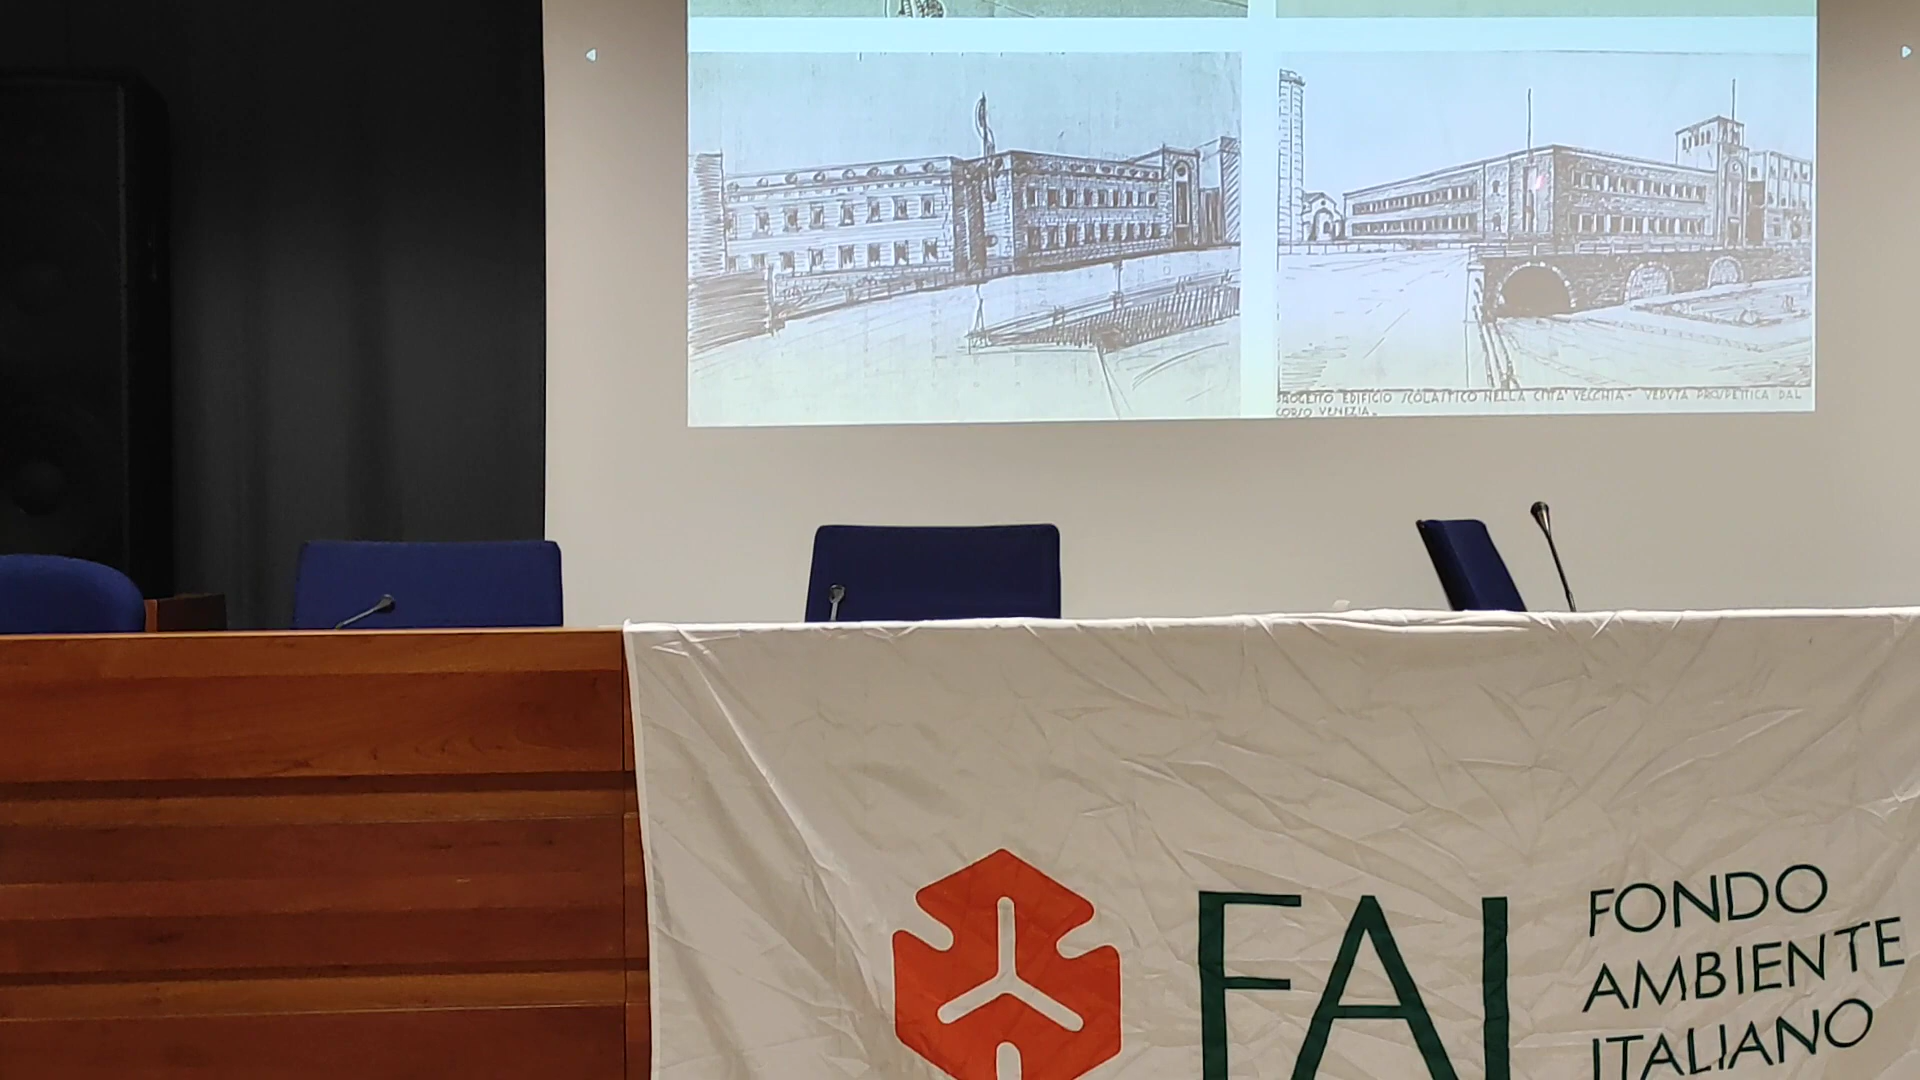 PROGETTO EDIFICIO SCOLASTICO NELLA CITTA' VECCHIA - VEDUTA PROSPETTICA DAL
CORSO VENEZIA.
FAI
FONDO
AMBIENTE
ITALIANO